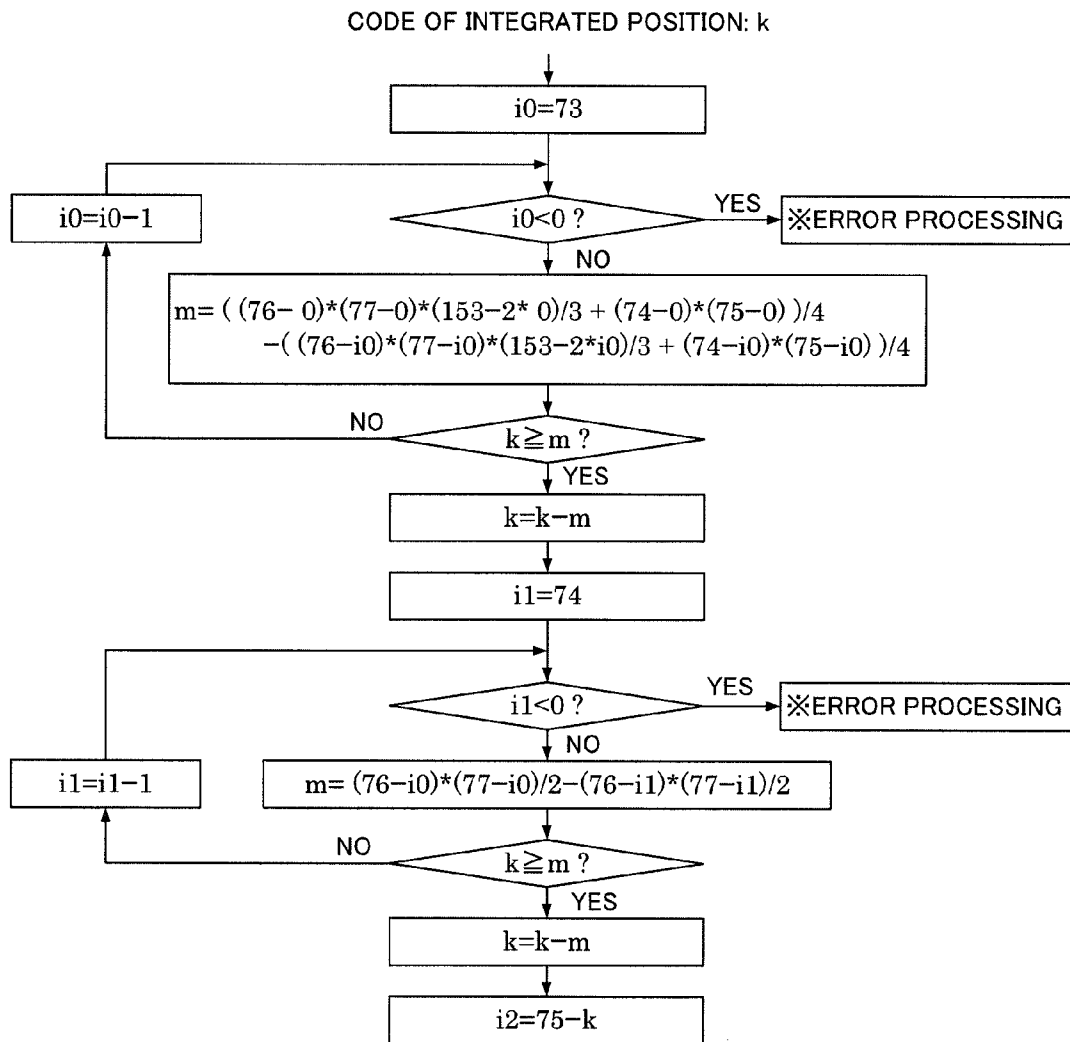 CODE OF INTEGRATED POSITION: k
i0=73
i0=i0−1
i0<0 ?
YES
※ERROR PROCESSING
NO
m= ( (76− 0)*(77−0)*(153−2* 0)/3 + (74−0)*(75−0) )/4
−( (76−i0)*(77−i0)*(153−2*i0)/3 + (74−i0)*(75−i0) )/4
NO
k≧m ?
YES
k=k−m
i1=74
i1<0 ?
YES
※ERROR PROCESSING
NO
i1=i1−1
m= (76−i0)*(77−i0)/2−(76−i1)*(77−i1)/2
NO
k≧m ?
YES
k=k−m
i2=75−k